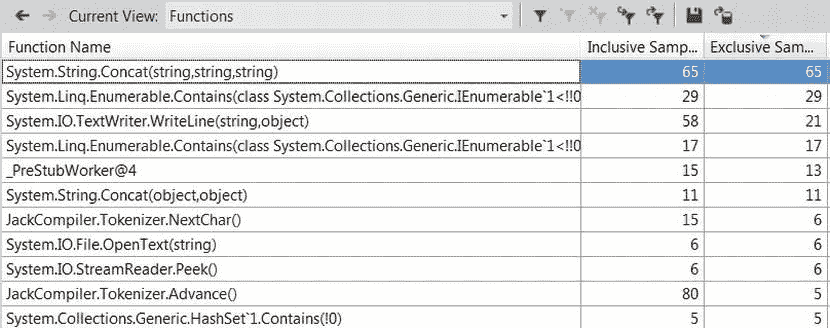 Current View: Functions
Function Name Inclusive Samp... Exclusive Sam...
System.String.Concat(string,string,string) 65 65
System.Linq.Enumerable.Contains(class System.Collections.Generic.IEnumerable`1<!!0 29 29
System.IO.TextWriter.WriteLine(string,object) 58 21
System.Linq.Enumerable.Contains(class System.Collections.Generic.IEnumerable`1<!!0 17 17
_PreStubWorker@4 15 13
System.String.Concat(object,object) 11 11
JackCompiler.Tokenizer.NextChar() 15 6
System.IO.File.OpenText(string) 6 6
System.IO.StreamReader.Peek() 6 6
JackCompiler.Tokenizer.Advance() 80 5
System.Collections.Generic.HashSet`1.Contains(!0) 5 5